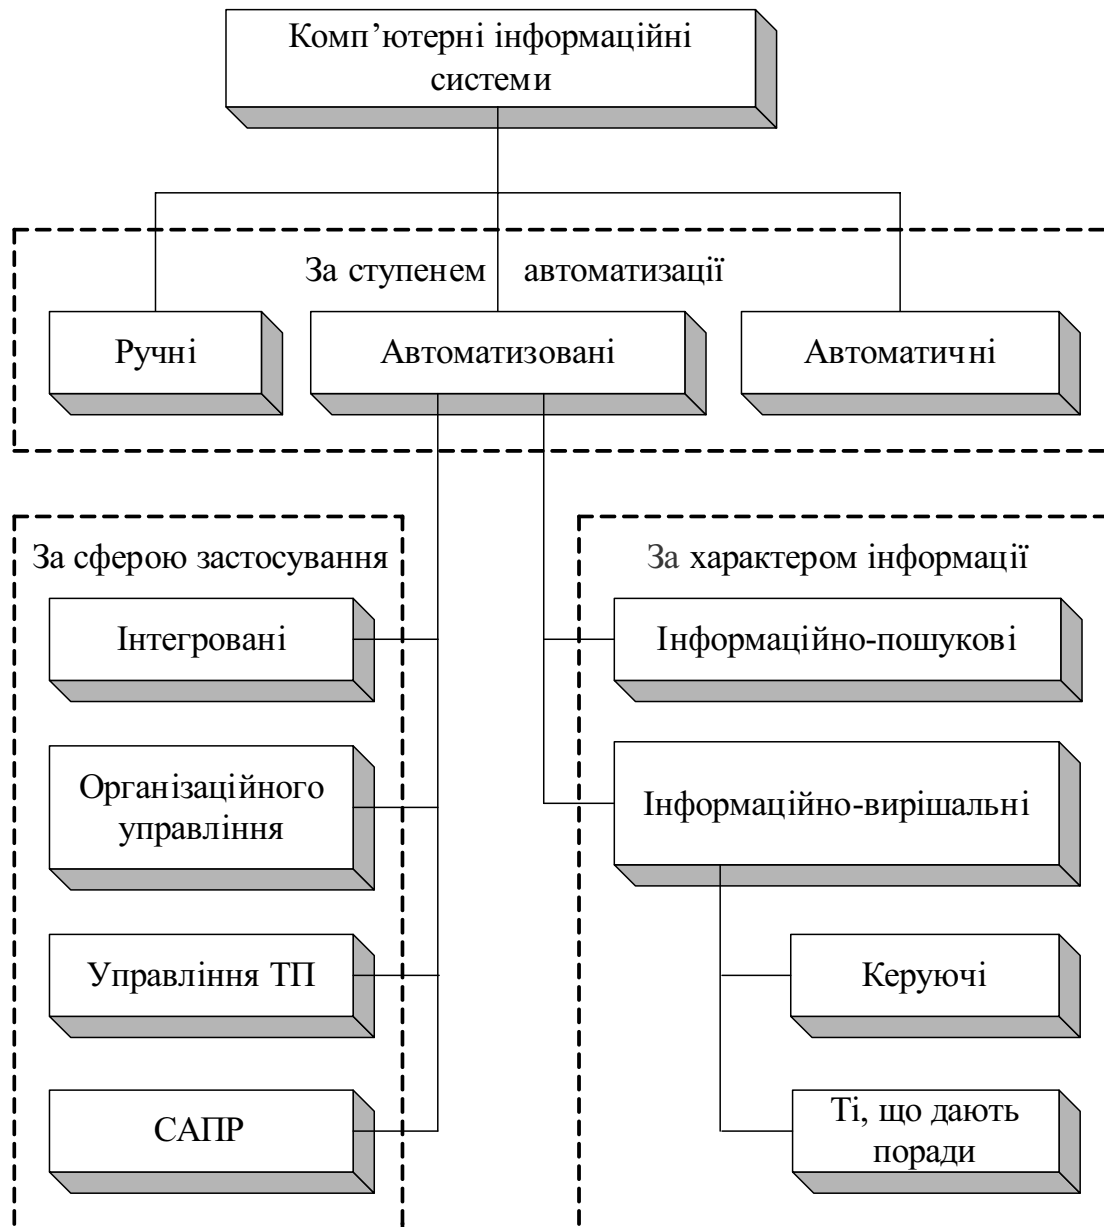 Комп’ютерні інформаційні
системи
За ступенем автоматизації
Ручні
Автоматизовані
Автоматичні
За сферою застосування
Інтегровані
Організаційного
управління
Управління ТП
САПР
За характером інформації
Інформаційно-пошукові
Інформаційно-вирішальні
Керуючі
Ті, що дають
поради